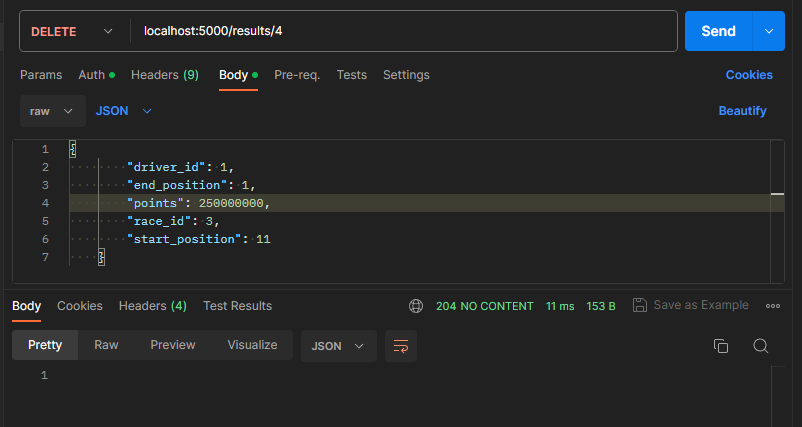 DELETE localhost:5000/results/4 Send
Params Auth Headers (9) Body Pre-req. Tests Settings Cookies
raw JSON Beautify
1 {
2 "driver_id": 1,
3 "end_position": 1,
4 "points": 250000000,
5 "race_id": 3,
6 "start_position": 11
7 }
Body Cookies Headers (4) Test Results 204 NO CONTENT 11 ms 153 B Save as Example
Pretty Raw Preview Visualize JSON
1